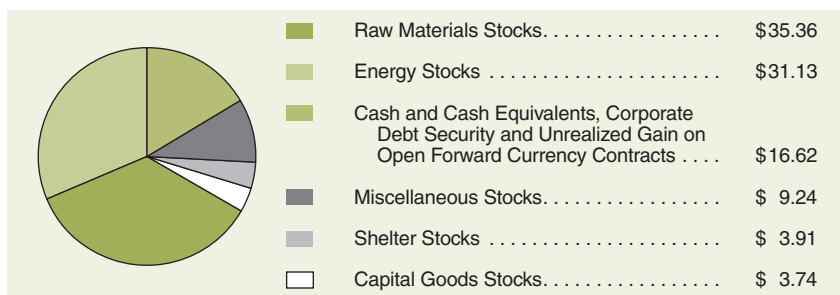 Raw Materials Stocks. . . . . . . . . . . . . . . . . $35.36
Energy Stocks . . . . . . . . . . . . . . . . . . . . . . $31.13
Cash and Cash Equivalents, Corporate
Debt Security and Unrealized Gain on
Open Forward Currency Contracts . . . . $16.62
Miscellaneous Stocks. . . . . . . . . . . . . . . . . $ 9.24
Shelter Stocks . . . . . . . . . . . . . . . . . . . . . . $ 3.91
Capital Goods Stocks. . . . . . . . . . . . . . . . . $ 3.74